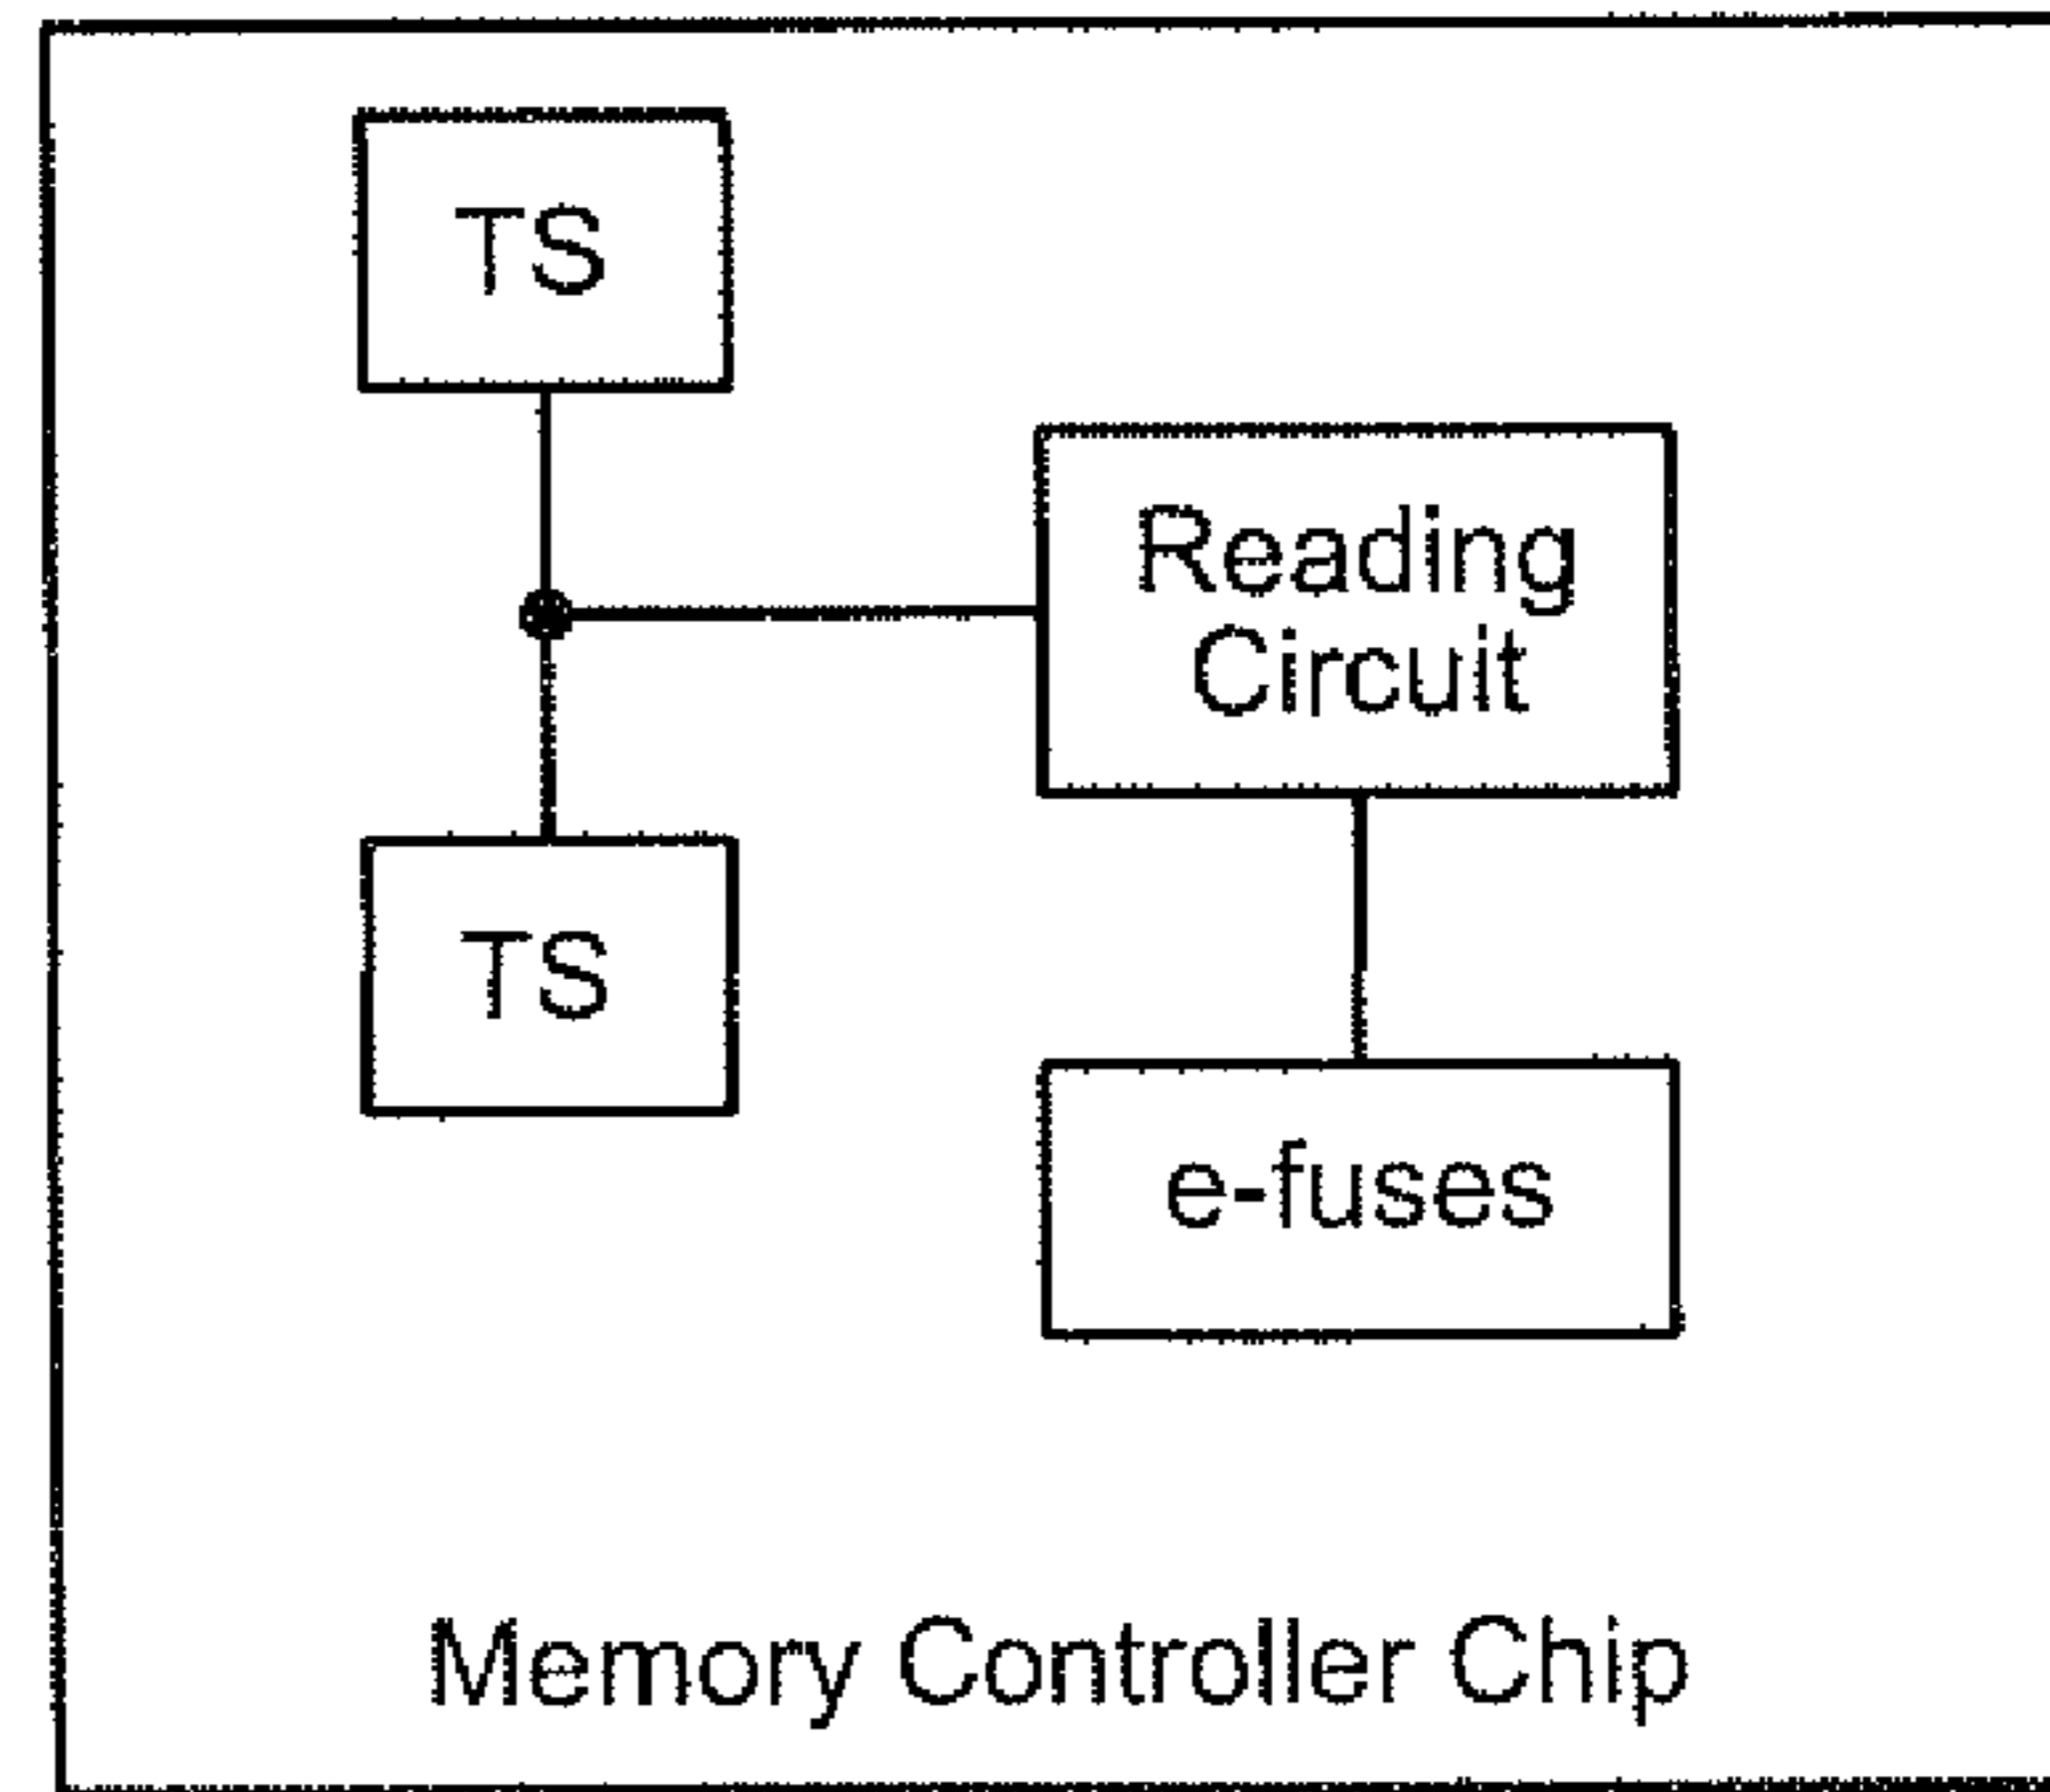 TS
Reading
Circuit
TS
e-fuses
Memory Controller Chip